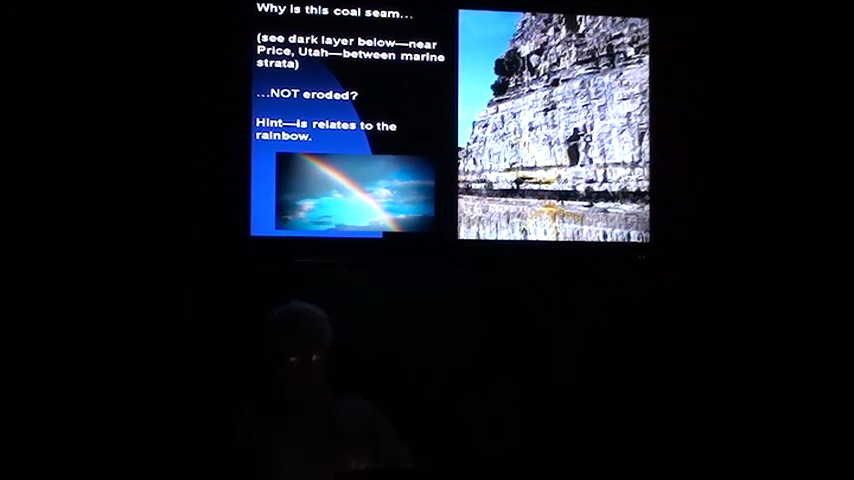 Why is this coal seam…
(see dark layer below—near
Price, Utah—between marine
strata)
…NOT eroded?
Hint—is relates to the
rainbow.